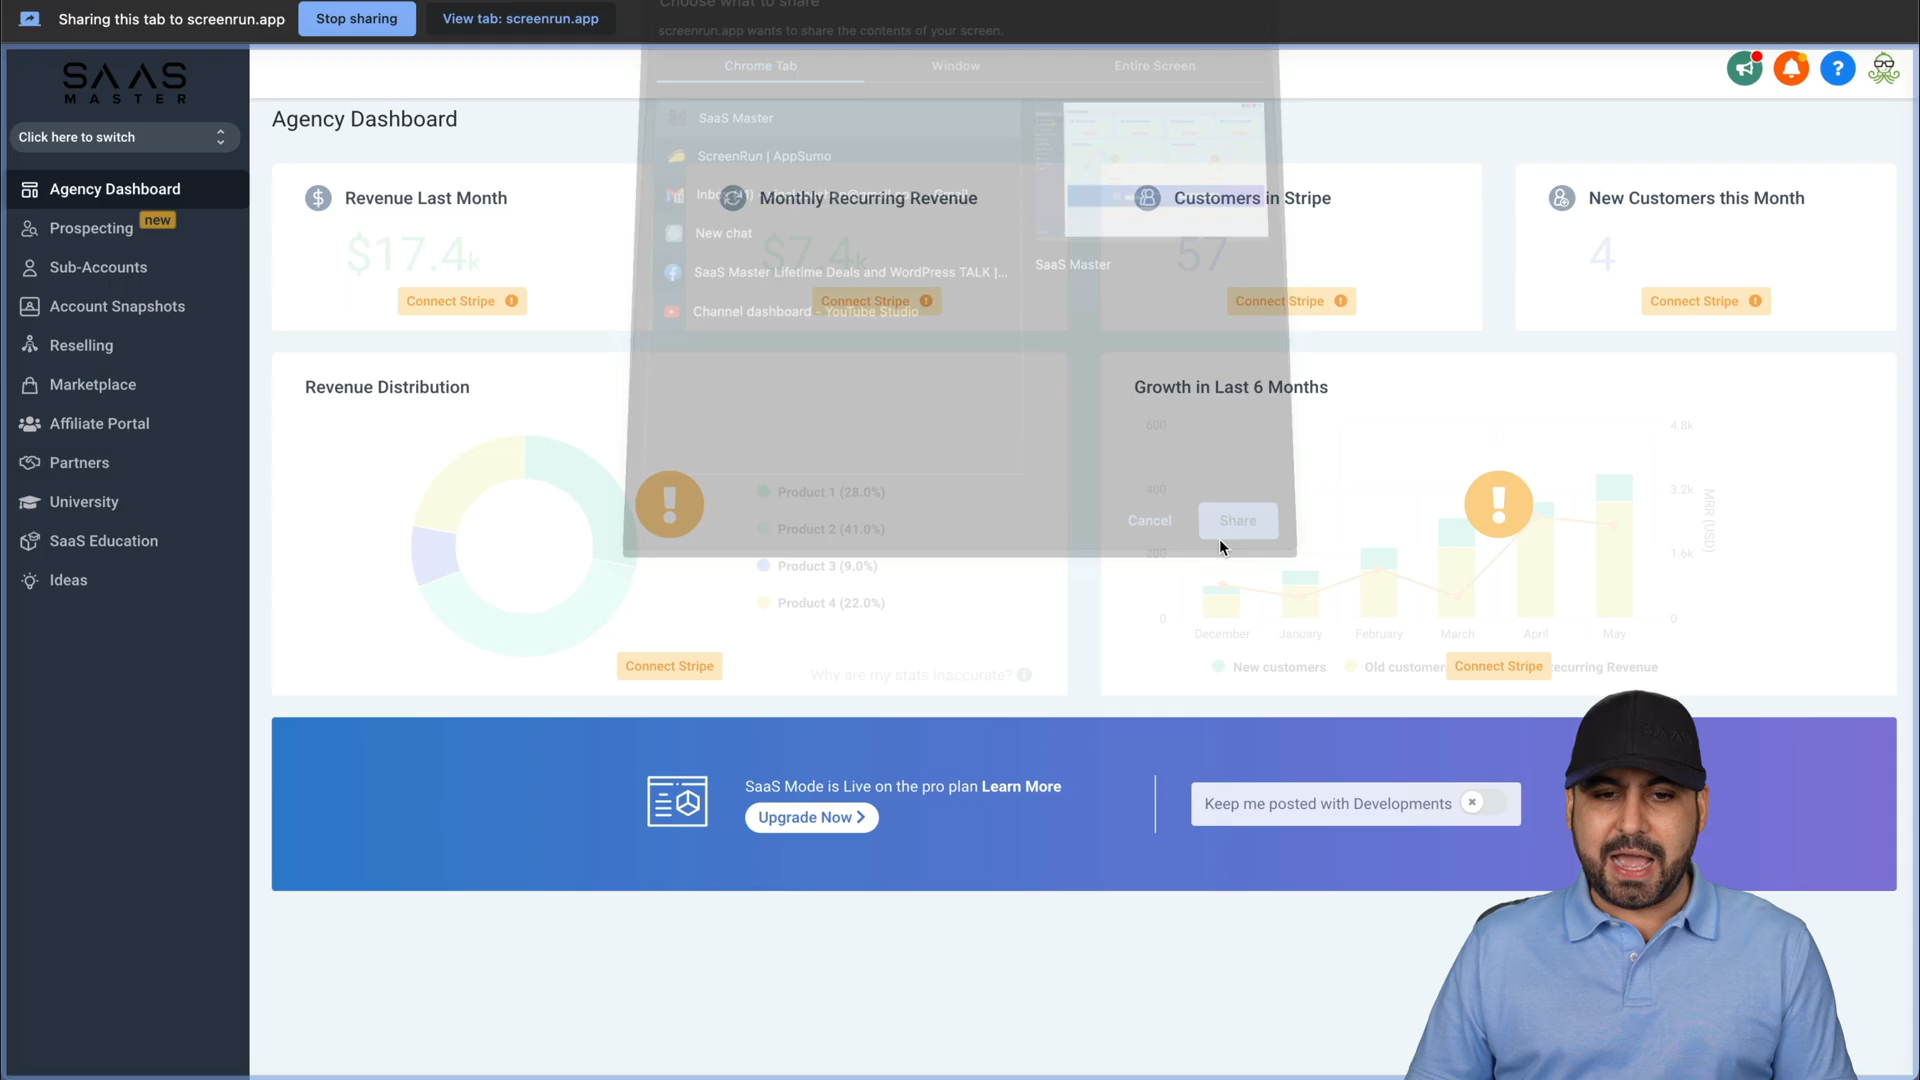 Sharing this tab to screenrun.app
Stop sharing
View tab: screenrun.app
Choose what to share
screenrun.app wants to share the contents of your screen.
Chrome Tab
Window
Entire Screen
SAAS
MASTER
Click here to switch
Agency Dashboard
Prospecting
new
Sub-Accounts
Account Snapshots
Reselling
Marketplace
Affiliate Portal
Partners
University
SaaS Education
Ideas
?
Agency Dashboard
SaaS Master
ScreenRun | AppSumo
New chat
SaaS Master Lifetime Deals and WordPress TALK |...
Channel dashboard - YouTube Studio
SaaS Master
Cancel
Share
Revenue Last Month
$17.4k
Connect Stripe
Monthly Recurring Revenue
$7.4k
Connect Stripe
Customers in Stripe
57
Connect Stripe
New Customers this Month
4
Connect Stripe
Revenue Distribution
Product 1 (28.0%)
Product 2 (41.0%)
Product 3 (9.0%)
Product 4 (22.0%)
Connect Stripe
Why are my stats inaccurate?
Growth in Last 6 Months
600
400
200
0
4.8k
3.2k
1.6k
0
MRR (USD)
December
January
February
March
April
May
New customers
Old customer
Connect Stripe
ecurring Revenue
SaaS Mode is Live on the pro plan Learn More
Upgrade Now
Keep me posted with Developments